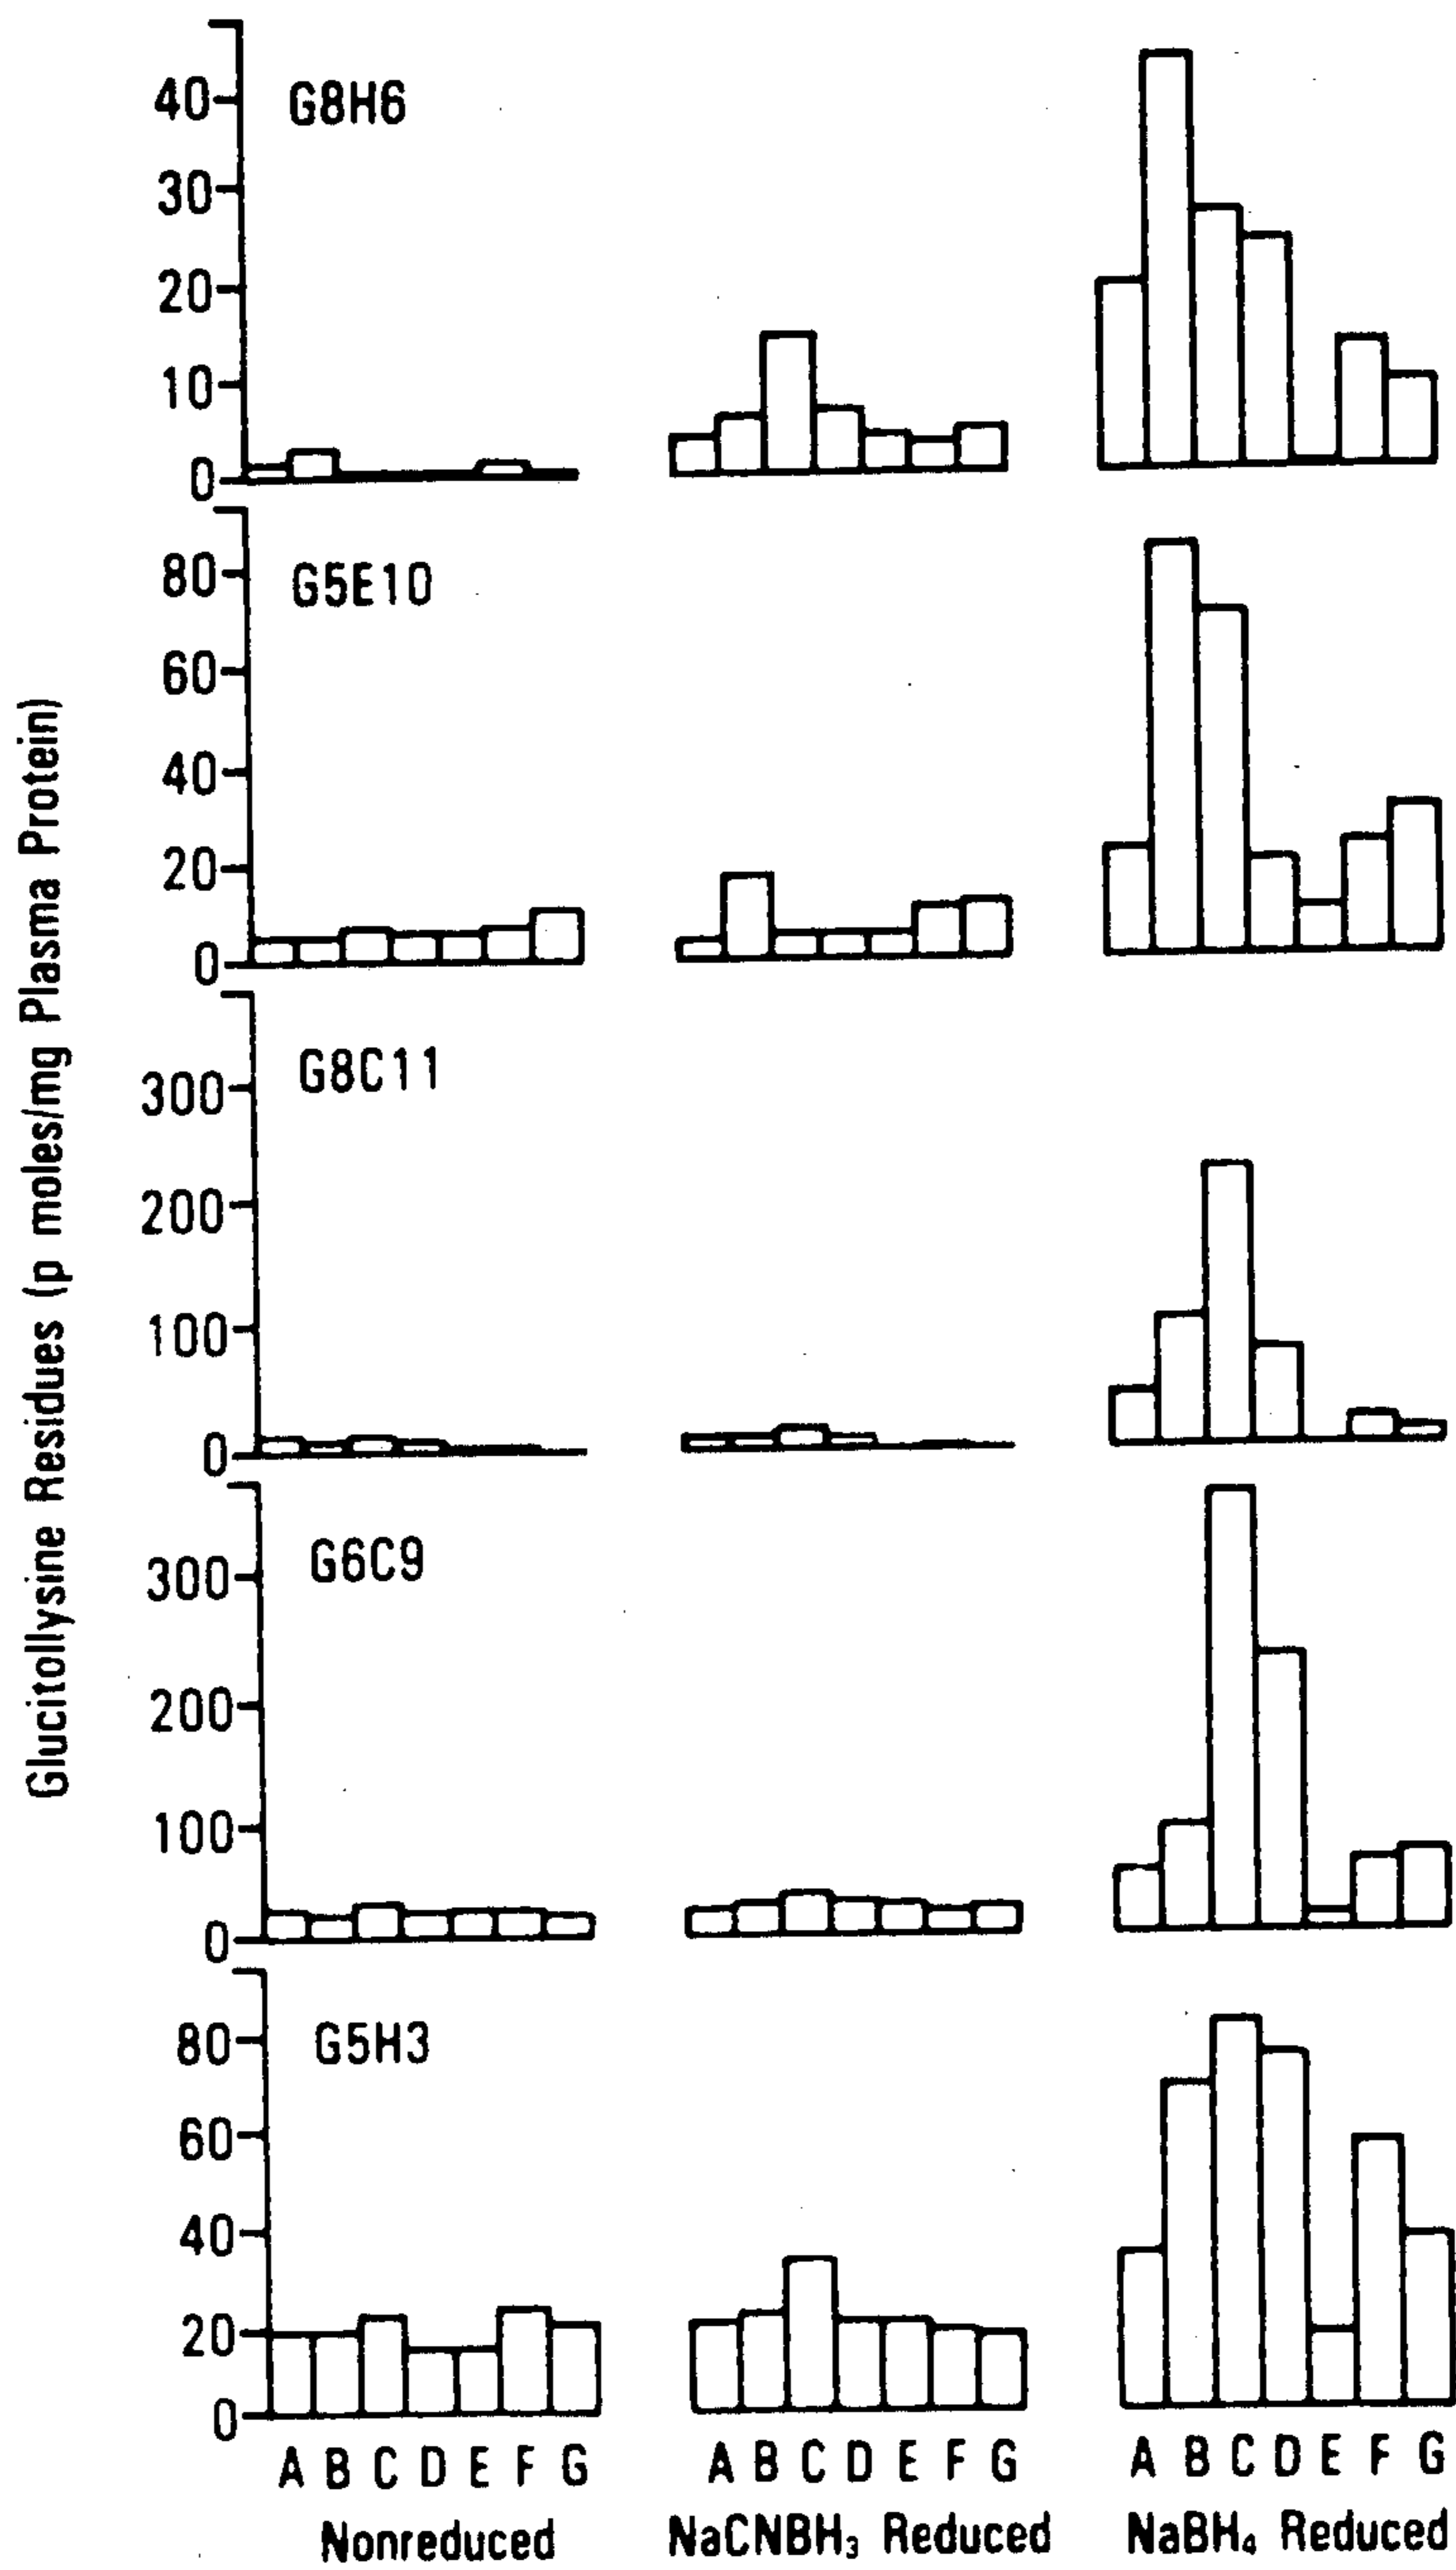 Glucitollysine Residues (p moles/mg Plasma Protein)
G8H6
40
30
20
10
0
G5E10
80
60
40
20
0
G8C11
300
200
100
0
G6C9
300
200
100
0
G5H3
80
60
40
20
0
A B C D E F G
A B C D E F G
A B C D E F G
Nonreduced
NaCNBH₃ Reduced
NaBH₄ Reduced